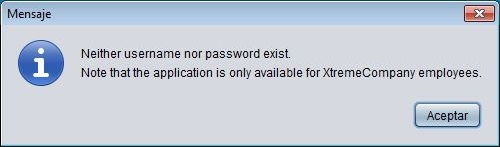 Mensaje
Neither username nor password exist.
Note that the application is only available for XtremeCompany employees.
Aceptar